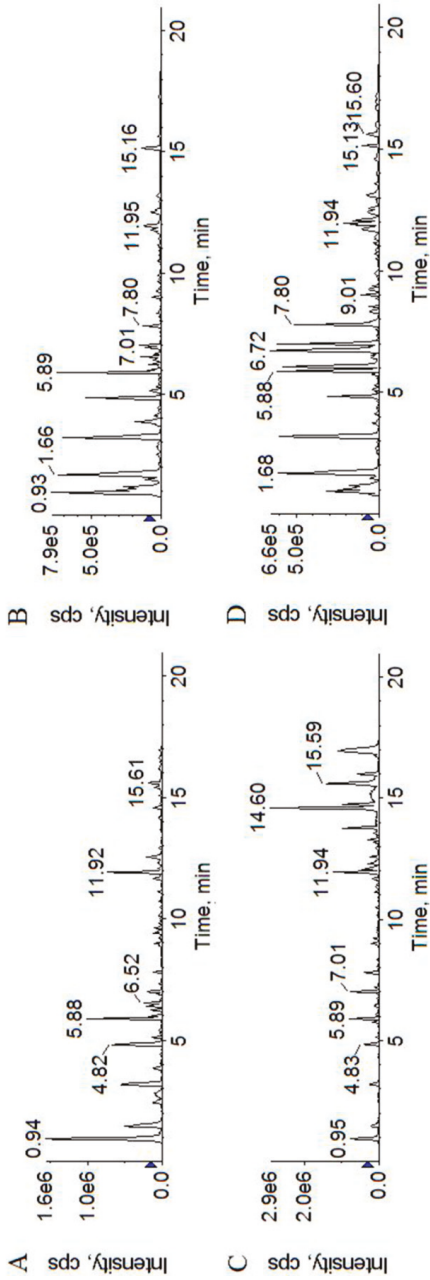 A
Intensity, cps
1.6e6
1.0e6
0.0
0.94
4.82
5.88
6.52
11.92
15.61
5
10
15
20
Time, min
B
Intensity, cps
7.9e5
5.0e5
0.0
0.93
1.66
5.89
7.01
7.80
11.95
15.16
5
10
15
20
Time, min
C
Intensity, cps
2.9e6
2.0e6
0.0
0.95
4.83
5.89
7.01
11.94
14.60
15.59
5
10
15
20
Time, min
D
Intensity, cps
6.6e5
5.0e5
0.0
1.68
5.88
6.72
7.80
9.01
11.94
15.13
15.60
5
10
15
20
Time, min